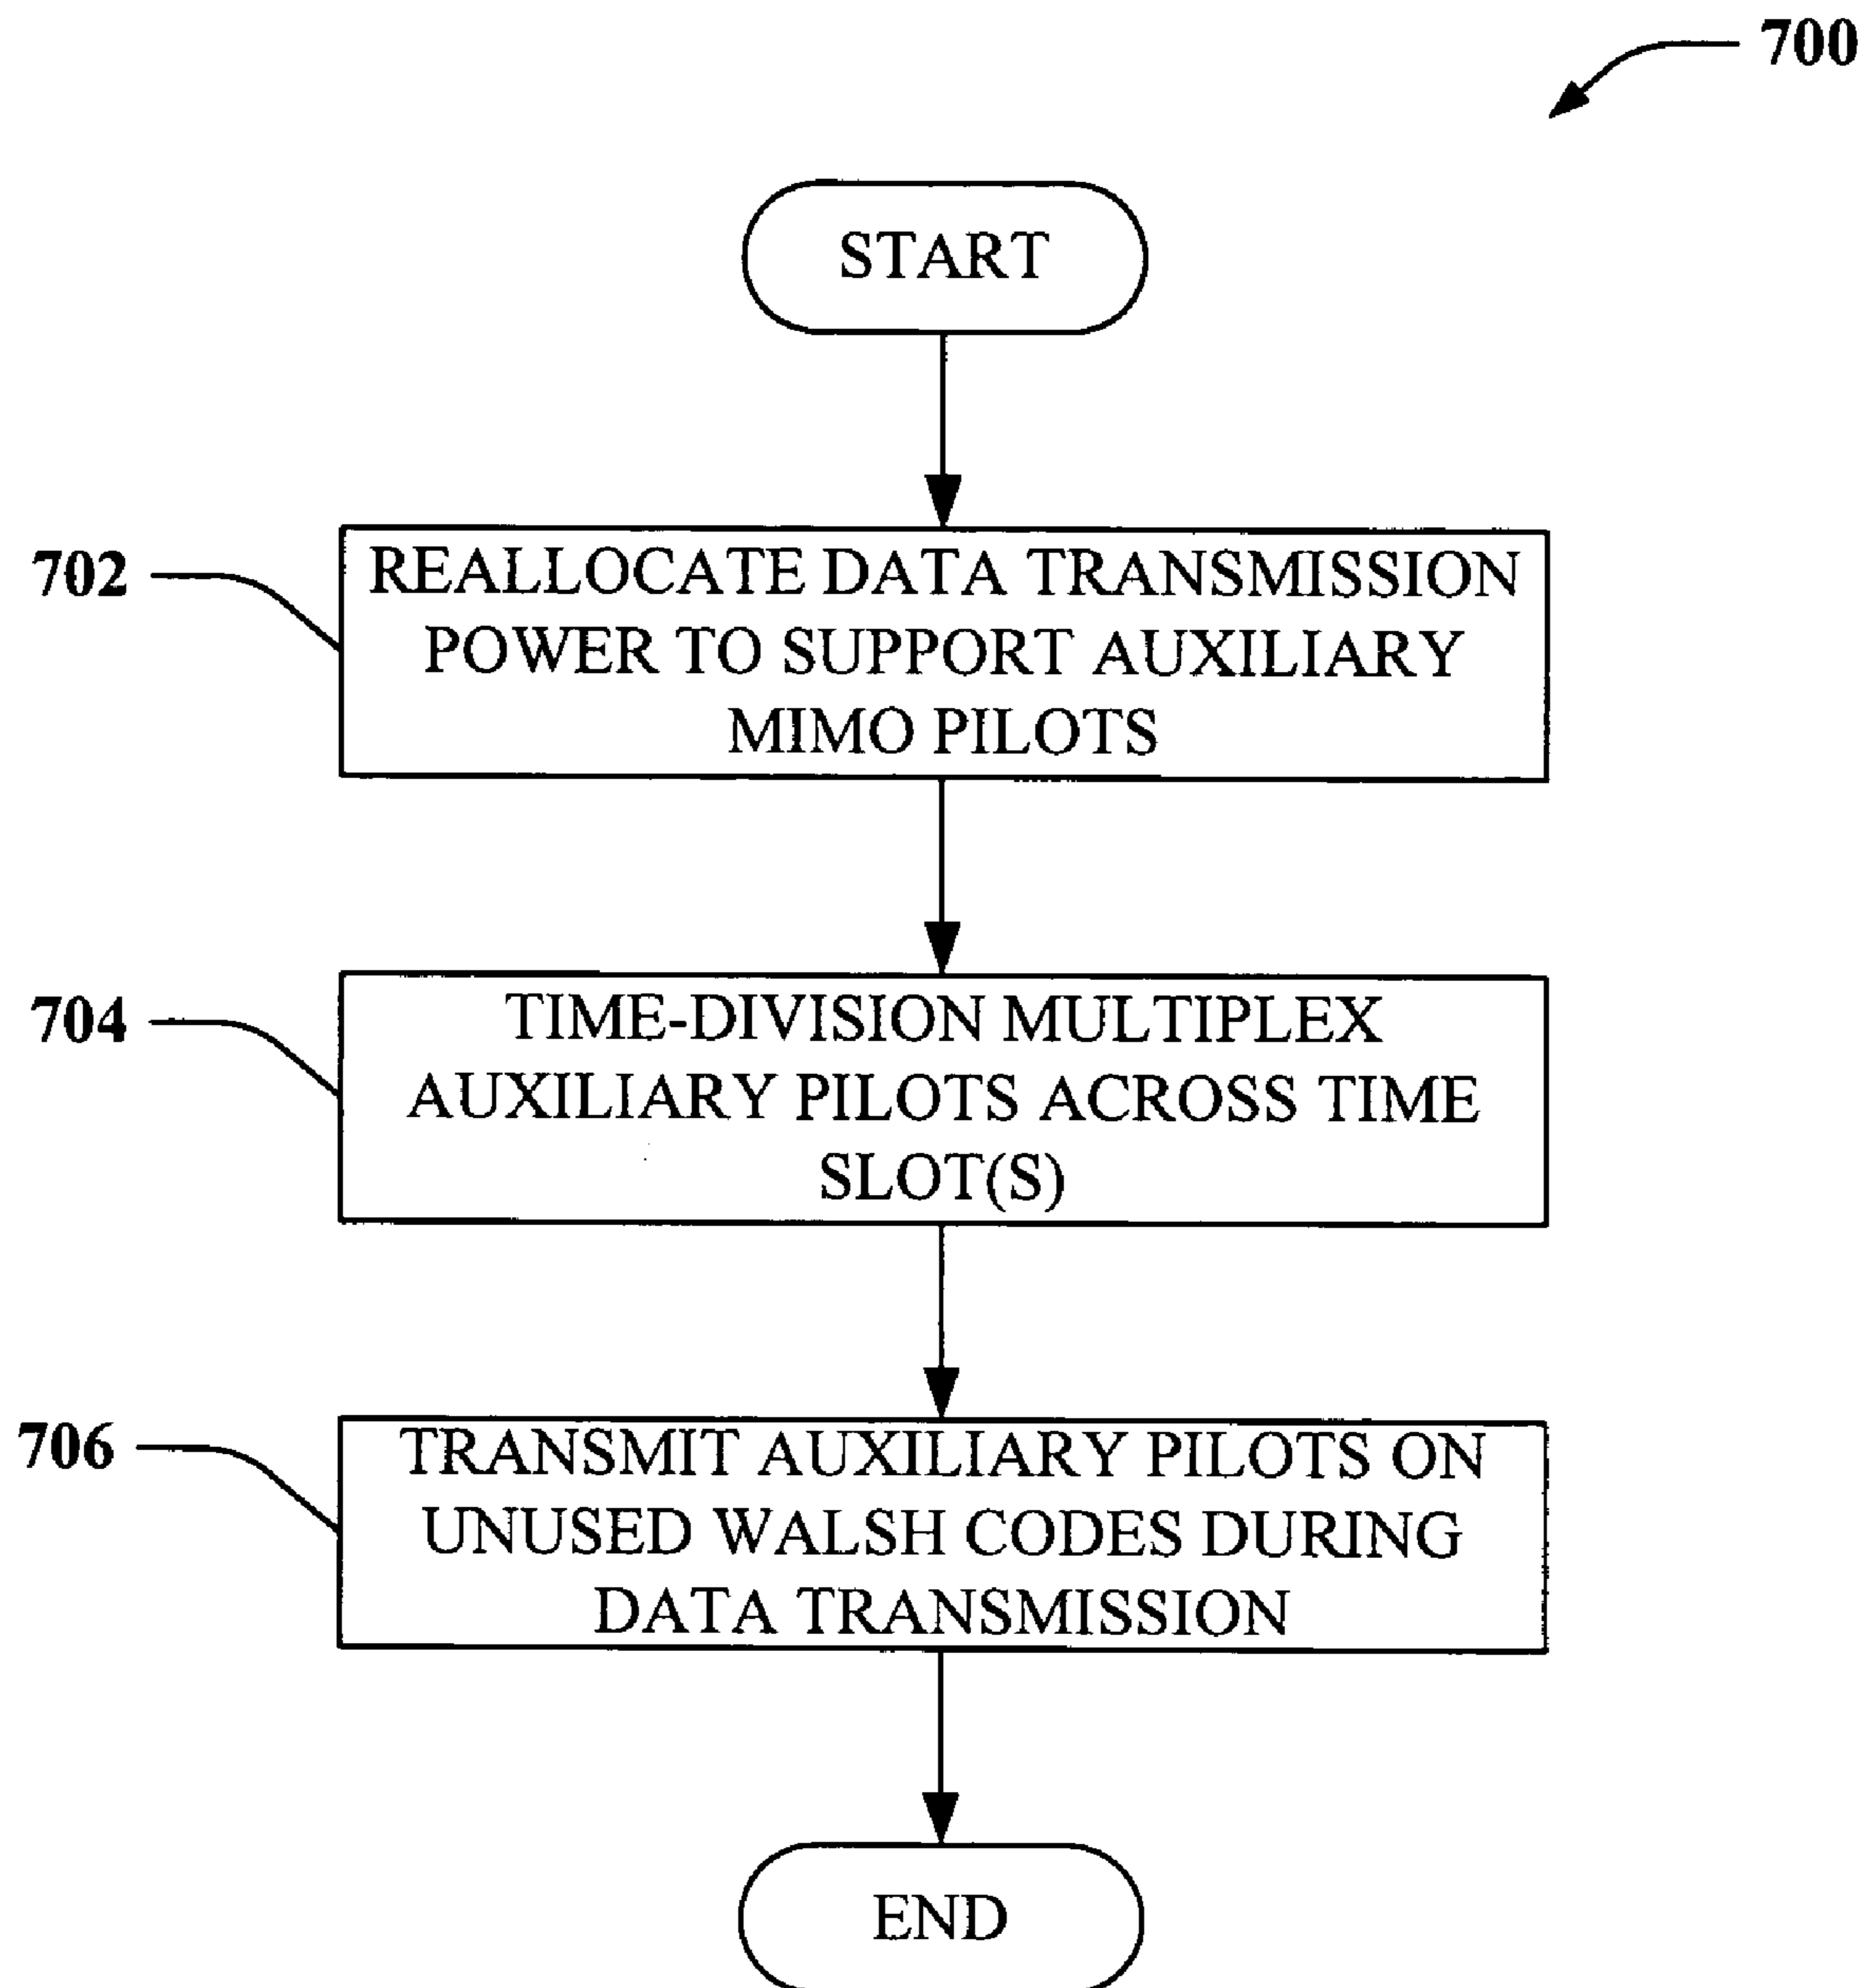 700
START
702
REALLOCATE DATA TRANSMISSION
POWER TO SUPPORT AUXILIARY
MIMO PILOTS
704
TIME-DIVISION MULTIPLEX
AUXILIARY PILOTS ACROSS TIME
SLOT(S)
706
TRANSMIT AUXILIARY PILOTS ON
UNUSED WALSH CODES DURING
DATA TRANSMISSION
END